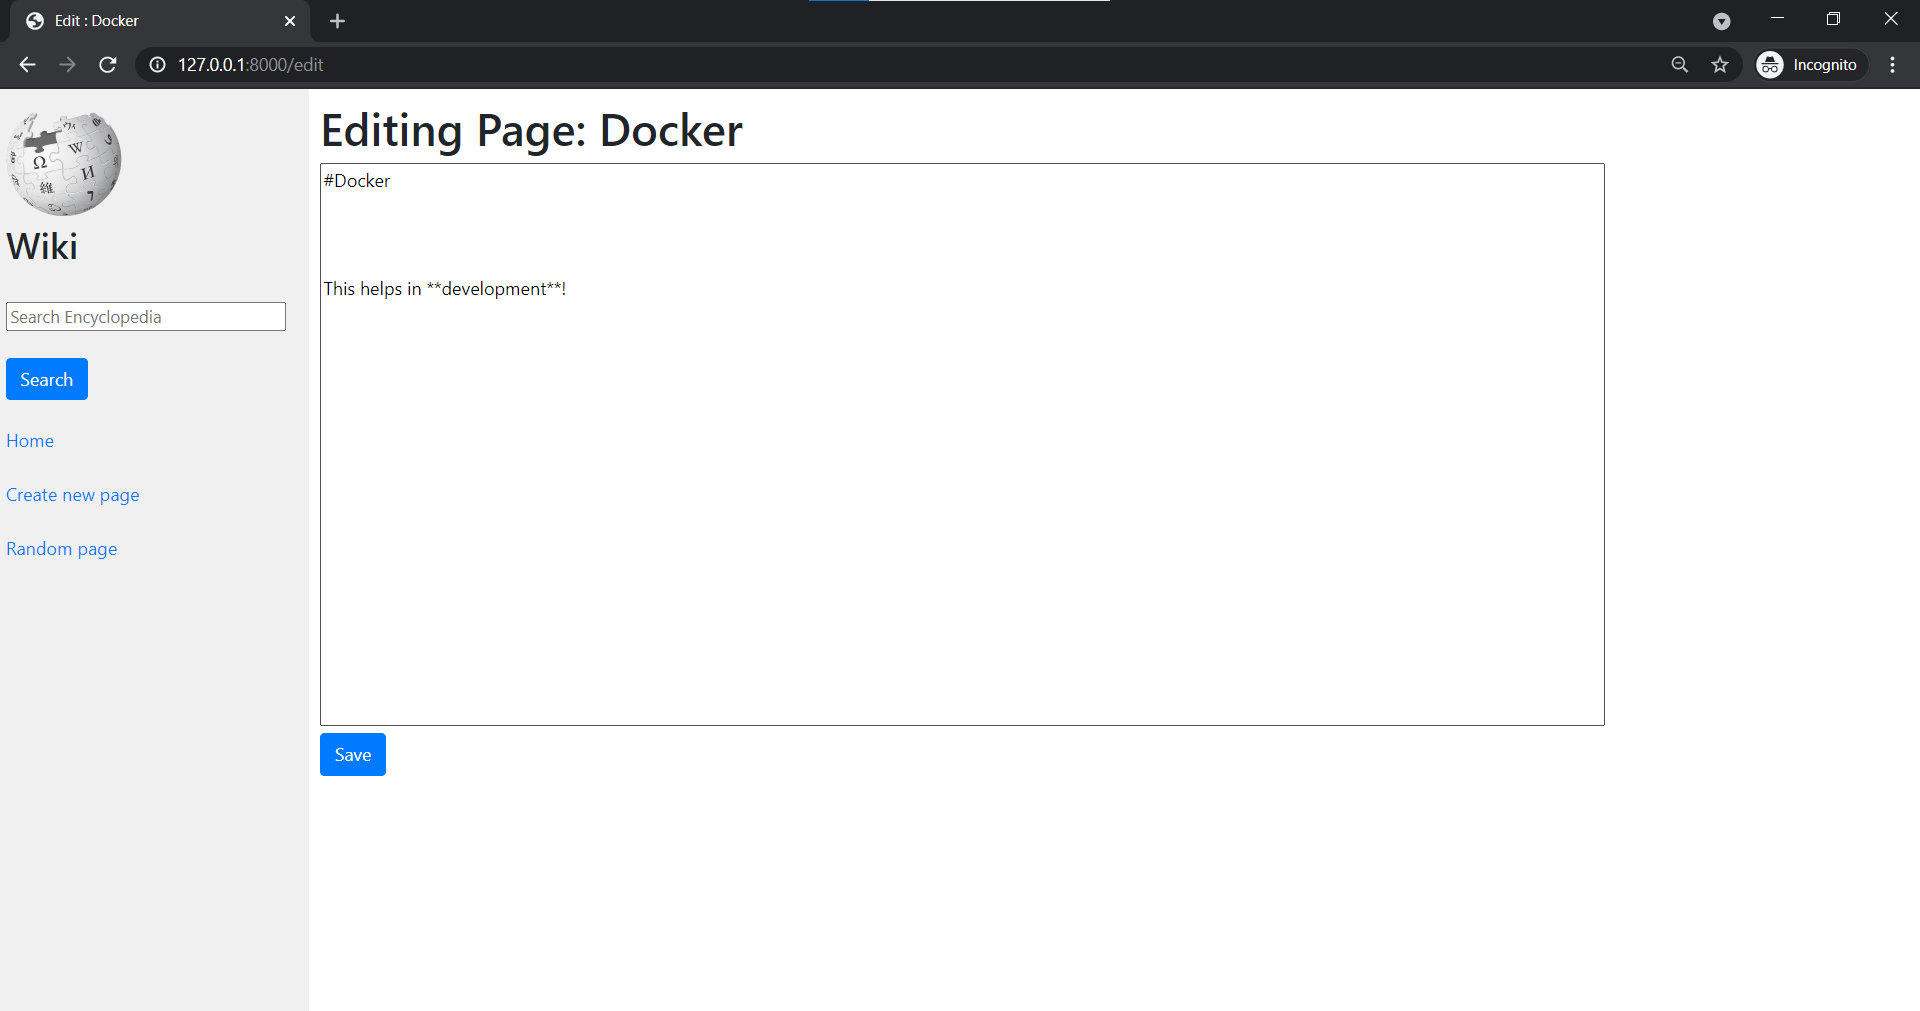 Edit : Docker
127.0.0.1:8000/edit
Incognito
Ω
W
И
維
Wiki
Search Encyclopedia
Search
Home
Create new page
Random page
Editing Page: Docker
#Docker
This helps in **development**!
Save